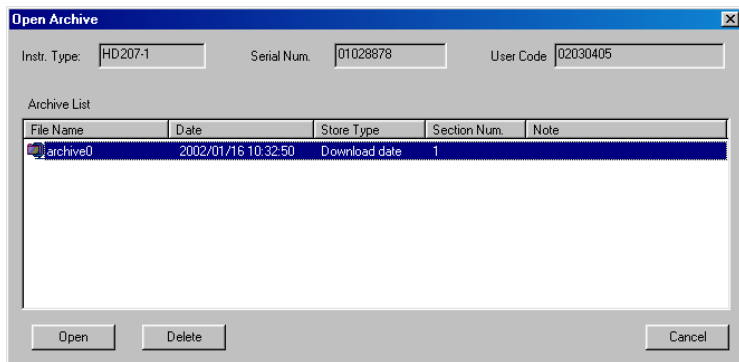 Open Archive
Instr. Type: HD207-1 Serial Num. 01028878 User Code 02030405
Archive List
File Name Date Store Type Section Num. Note
archive0 2002/01/16 10:32:50 Download date 1
Open Delete Cancel